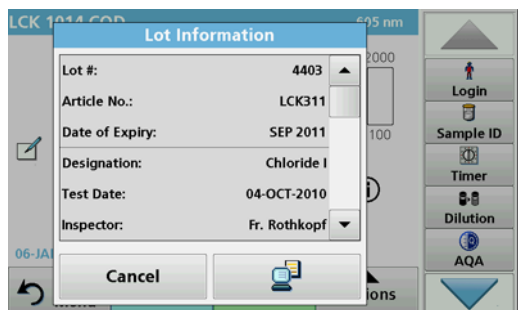 LCK 1014 COD 605 nm
Lot Information
2000
Lot #: 4403
Article No.: LCK311
Date of Expiry: SEP 2011
100
Designation: Chloride I
Test Date: 04-OCT-2010
Inspector: Fr. Rothkopf
06-JA
Cancel
Menu
ions
Login
Sample ID
Timer
Dilution
AQA